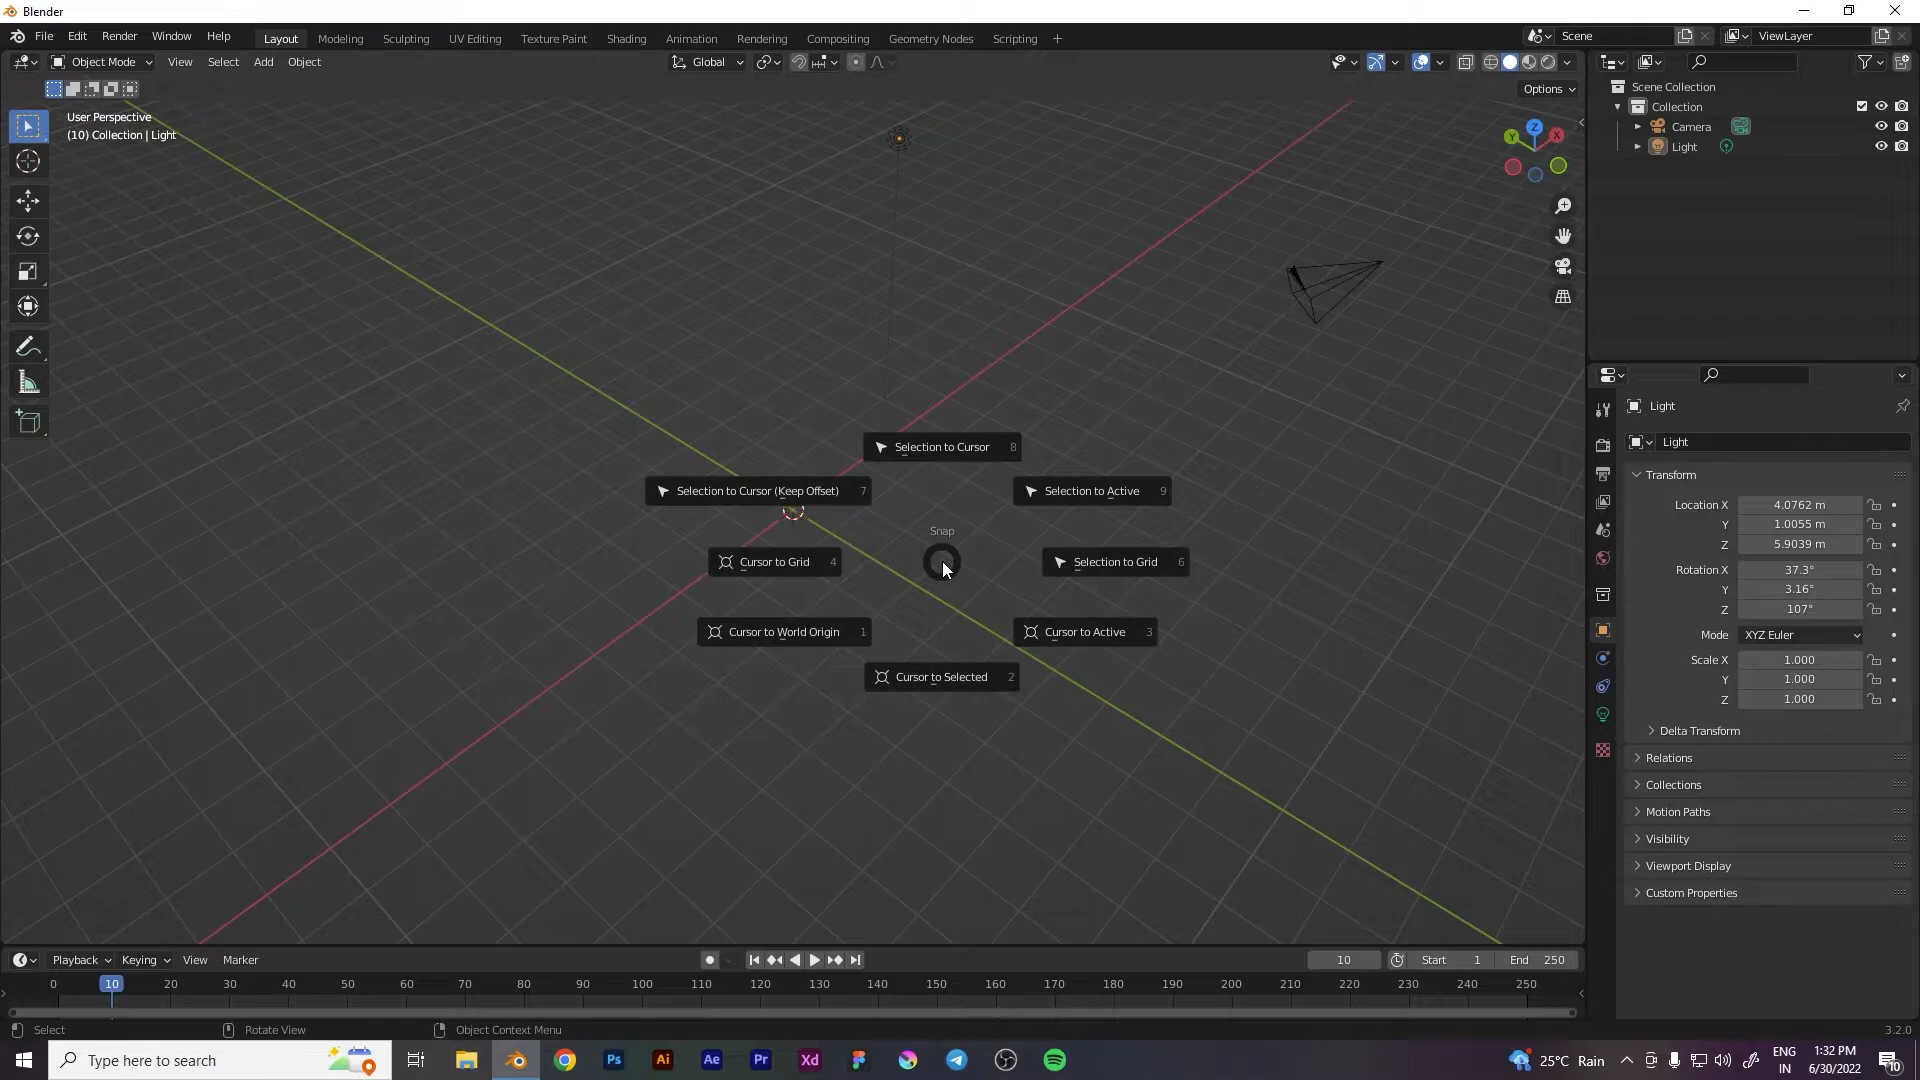 Blender
File Edit Render Window Help Layout Modeling Sculpting UV Editing Texture Paint Shading Animation Rendering Compositing Geometry Nodes Scripting + Scene ViewLayer
Object Mode View Select Add Object Global
Options
User Perspective
(10) Collection | Light
Z
Y
X
Scene Collection
Collection
Camera
Light
Selection to Cursor 8
Selection to Cursor (Keep Offset) 7
Selection to Active 9
Snap
Cursor to Grid 4
Selection to Grid 6
Cursor to World Origin 1
Cursor to Active 3
Cursor to Selected 2
Light
Light
Transform
Location X 4.0762 m
Y 1.0055 m
Z 5.9039 m
Rotation X 37.3°
Y 3.16°
Z 107°
Mode XYZ Euler
Scale X 1.000
Y 1.000
Z 1.000
Delta Transform
Relations
Collections
Motion Paths
Visibility
Viewport Display
Custom Properties
Playback Keying View Marker 10 Start 1 End 250
0 10 20 30 40 50 60 70 80 90 100 110 120 130 140 150 160 170 180 190 200 210 220 230 240 250
Select Rotate View Object Context Menu 3.2.0
Type here to search Ps Ai Ae Pr Xd 25°C Rain
ENG
IN
1:32 PM
6/30/2022
10